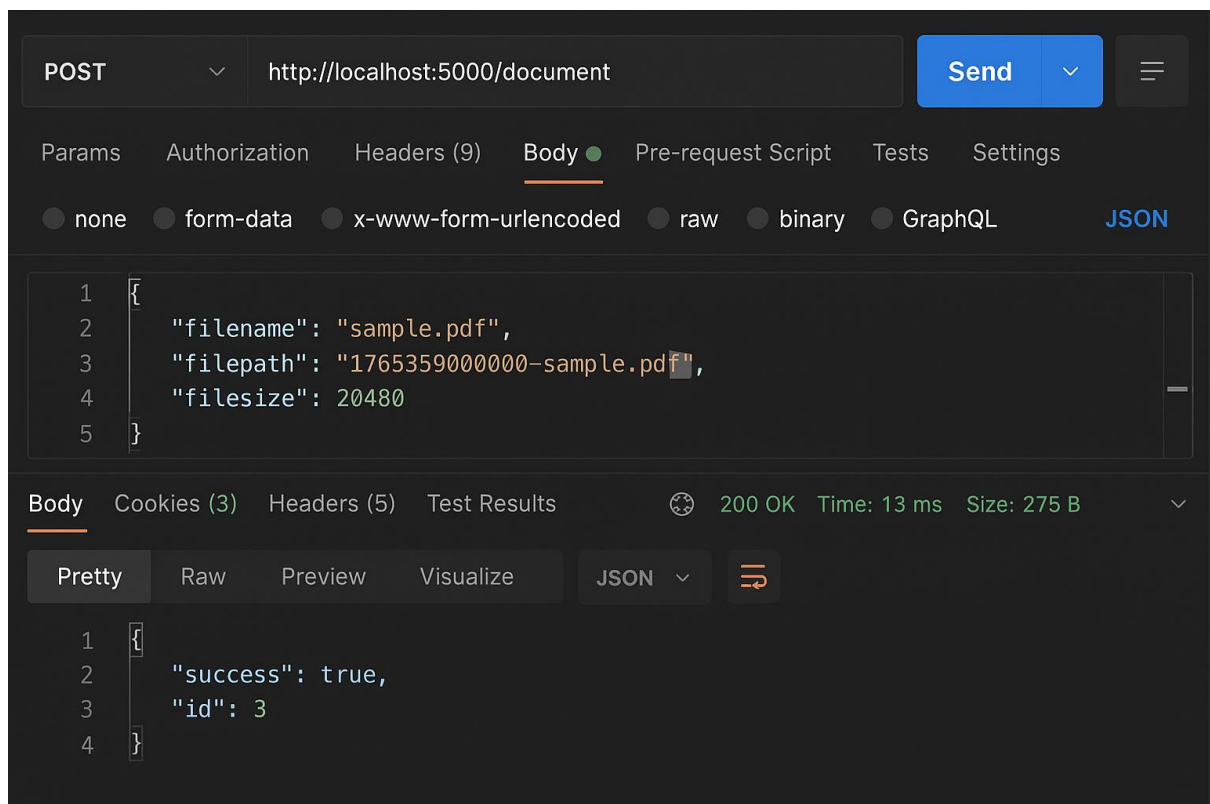 POST http://localhost:5000/document Send
Params Authorization Headers (9) Body Pre-request Script Tests Settings
none form-data x-www-form-urlencoded raw binary GraphQL JSON
1 {
2 "filename": "sample.pdf",
3 "filepath": "1765359000000-sample.pdf",
4 "filesize": 20480
5 }
Body Cookies (3) Headers (5) Test Results 200 OK Time: 13 ms Size: 275 B
Pretty Raw Preview Visualize JSON
1 {
2 "success": true,
3 "id": 3
4 }